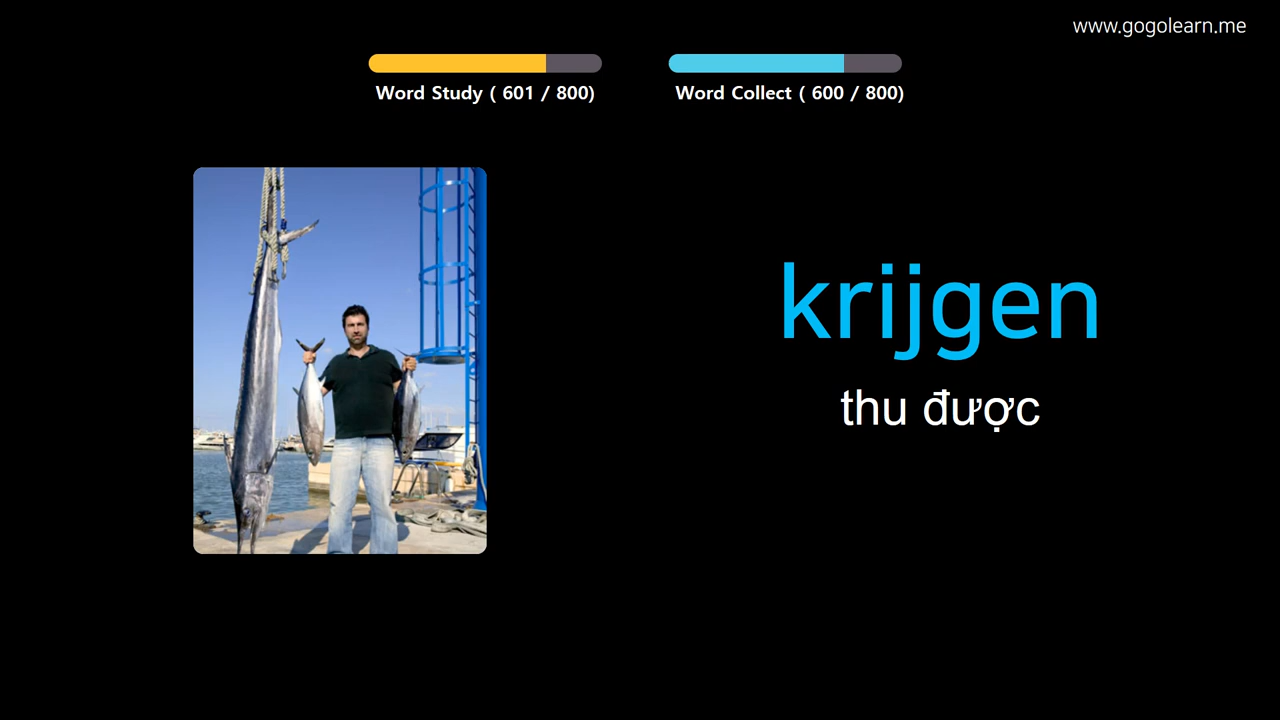 www.gogolearn.me
Word Study ( 601 / 800)
Word Collect ( 600 / 800)
krijgen
thu được